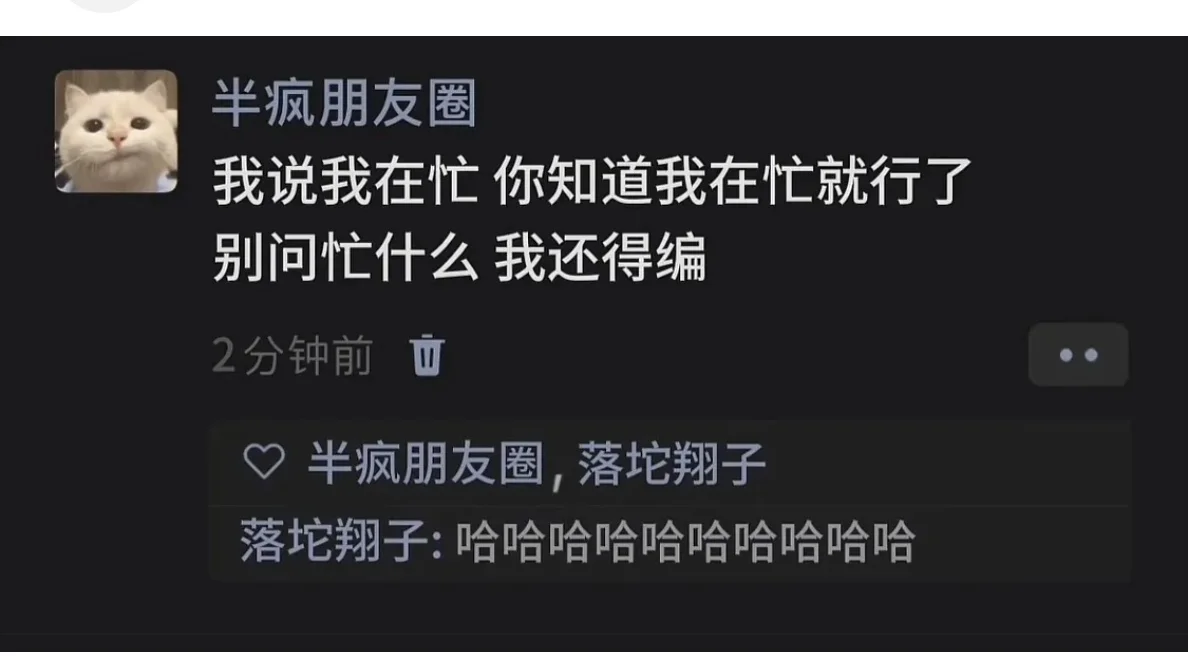 半疯朋友圈
我说我在忙 你知道我在忙就行了
别问忙什么 我还得编
2分钟前
半疯朋友圈，落坨翔子
落坨翔子: 哈哈哈哈哈哈哈哈哈哈